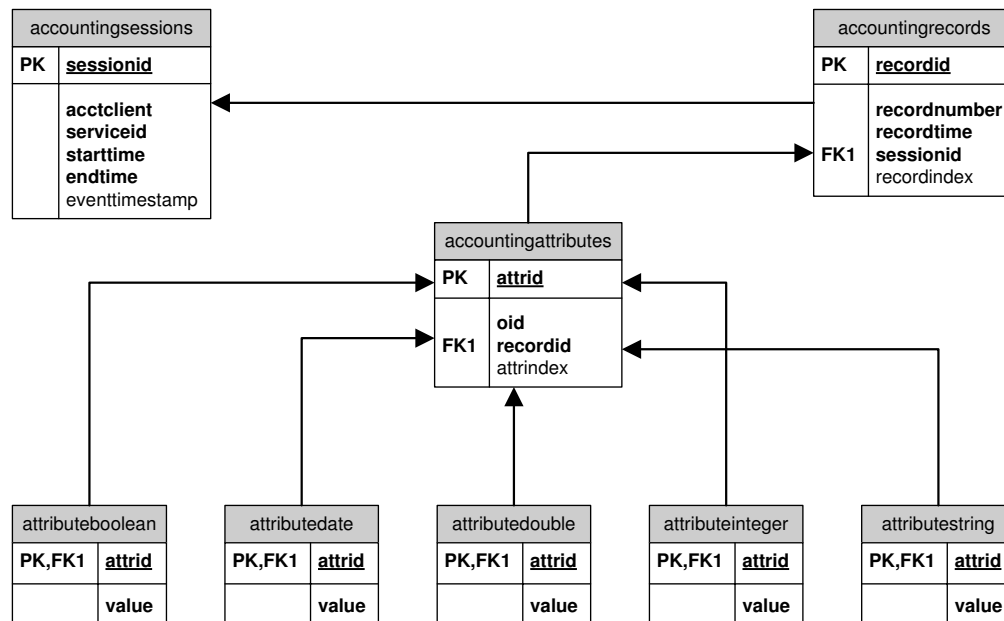 accountingsessions
PK sessionid
acctclient
serviceid
starttime
endtime
eventtimestamp
accountingrecords
PK recordid
recordnumber
recordtime
FK1 sessionid
recordindex
accountingattributes
PK attrid
oid
FK1 recordid
attrindex
attributeboolean
PK,FK1 attrid
value
attributedate
PK,FK1 attrid
value
attributedouble
PK,FK1 attrid
value
attributeinteger
PK,FK1 attrid
value
attributestring
PK,FK1 attrid
value